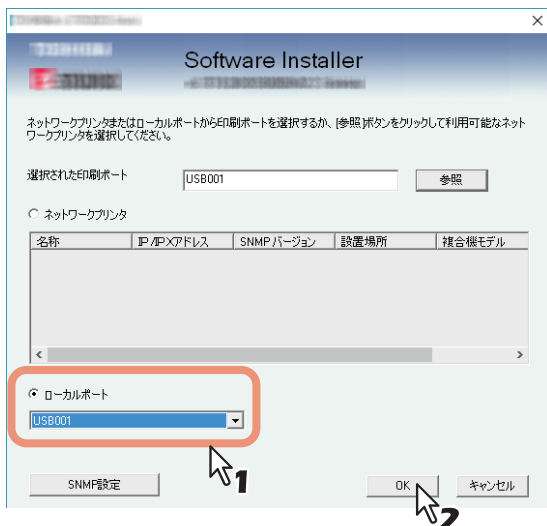 Software Installer
ネットワークプリンタまたはローカルポートから印刷ポートを選択するか、[参照]ボタンをクリックして利用可能なネット
ワークプリンタを選択してください。
選択された印刷ポート
USB001
参照
ネットワークプリンタ
名称
IP/IPXアドレス
SNMP バージョン
設置場所
複合機モデル
ローカルポート
USB001
1
SNMP設定
OK
キャンセル
2